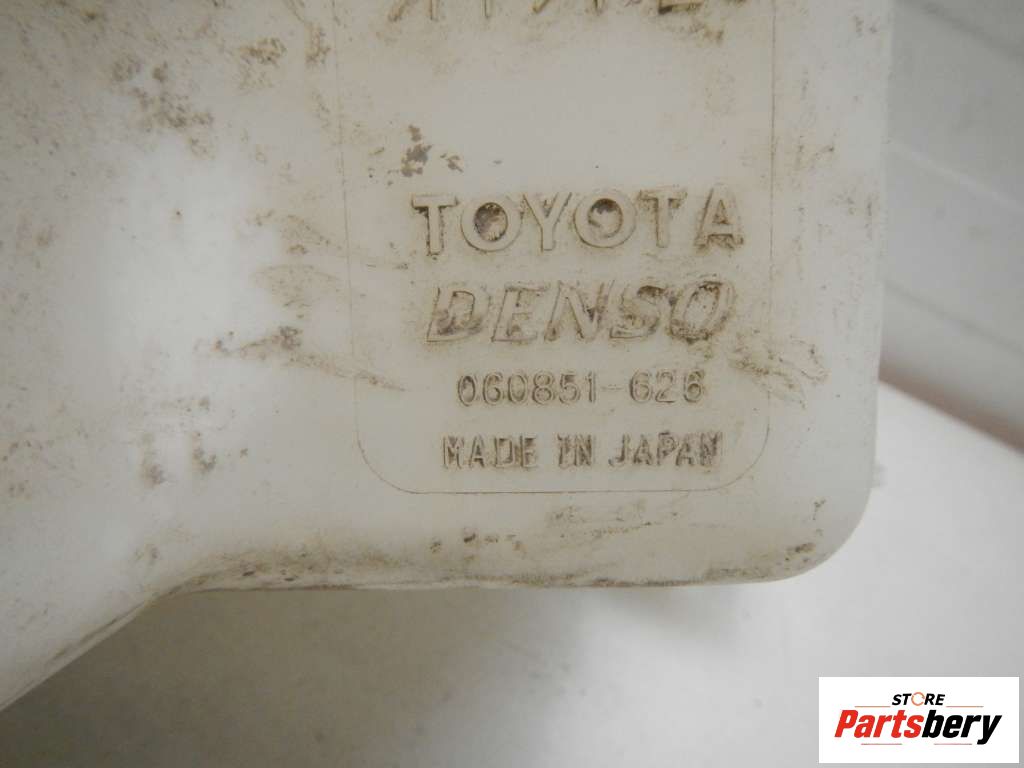 TOYOTA
DENSO
060851-626
MADE IN JAPAN
STORE
Partsbery